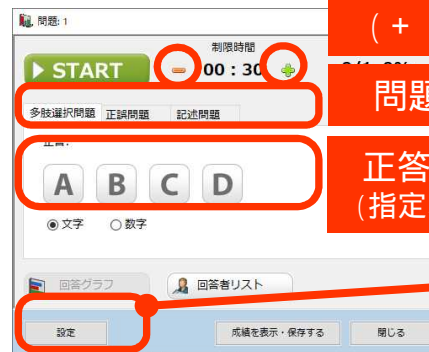 問題: 1
(+
制限時間
START
00 : 30
問題
多肢選択問題 正誤問題 記述問題
正答
(指定
A B C D
文字 数字
回答グラフ 回答者リスト
設定 成績を表示・保存する 閉じる